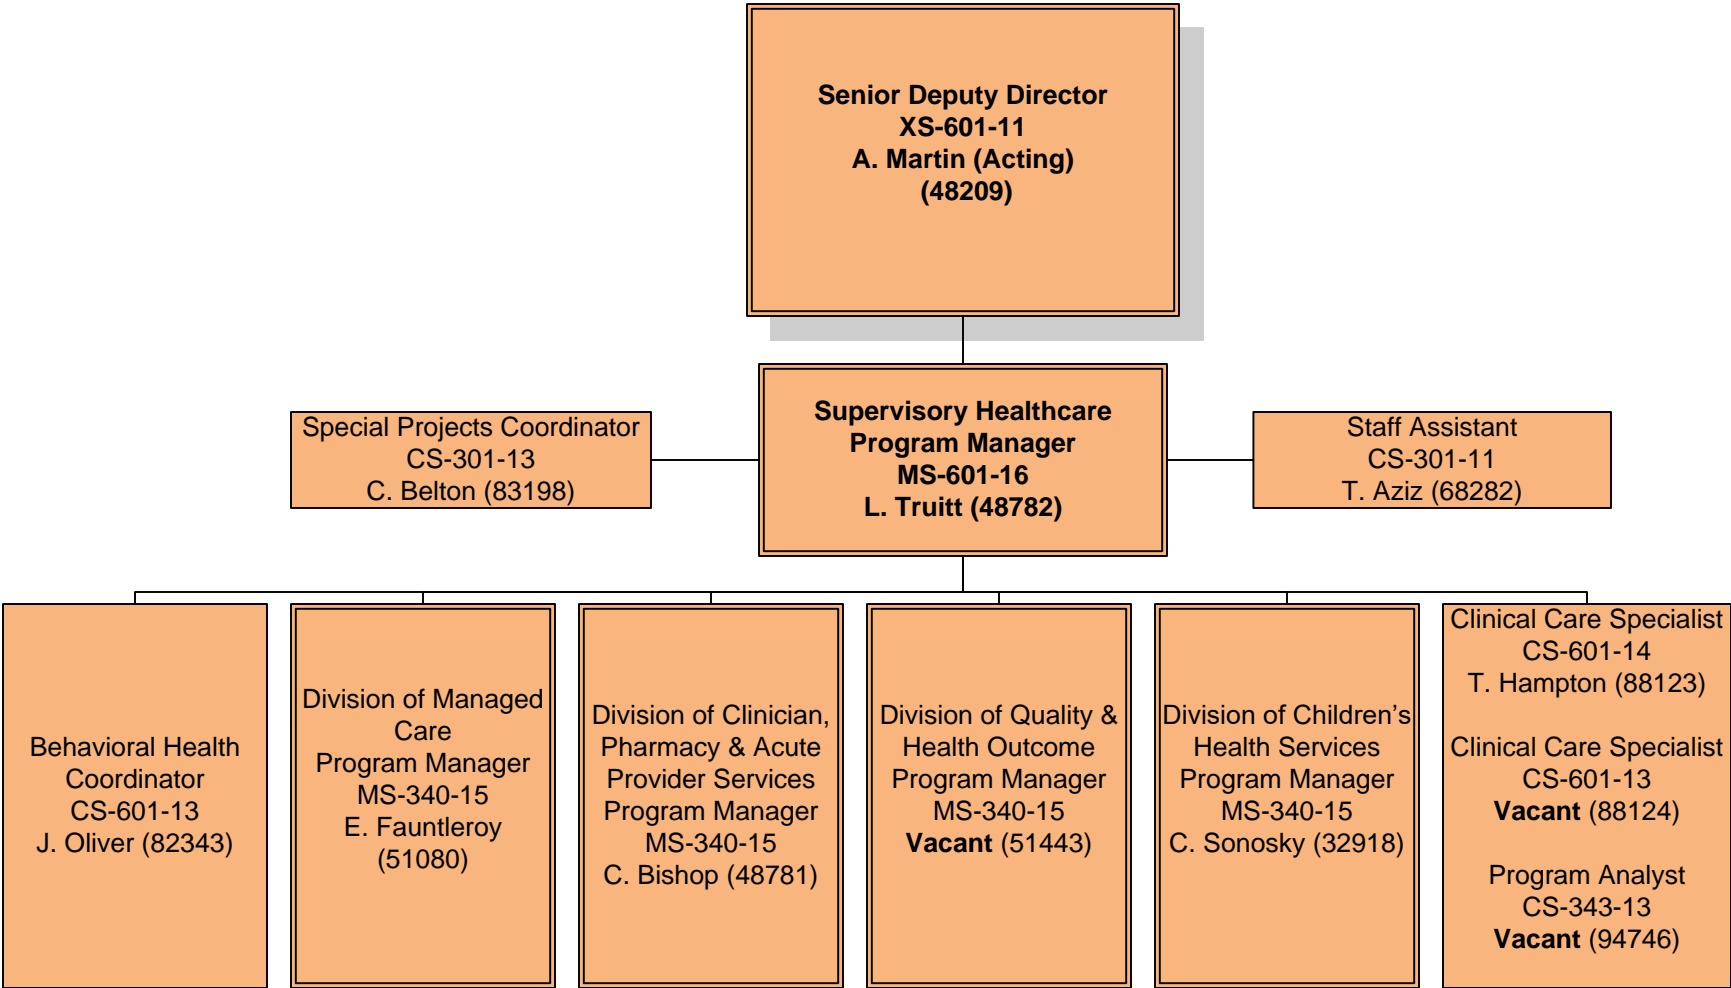 Senior Deputy Director
XS-601-11
A. Martin (Acting)
(48209)
Special Projects Coordinator
CS-301-13
C. Belton (83198)
Supervisory Healthcare
Program Manager
MS-601-16
L. Truitt (48782)
Staff Assistant
CS-301-11
T. Aziz (68282)
Behavioral Health
Coordinator
CS-601-13
J. Oliver (82343)
Division of Managed
Care
Program Manager
MS-340-15
E. Fauntleroy
(51080)
Division of Clinician,
Pharmacy & Acute
Provider Services
Program Manager
MS-340-15
C. Bishop (48781)
Division of Quality &
Health Outcome
Program Manager
MS-340-15
Vacant (51443)
Division of Children’s
Health Services
Program Manager
MS-340-15
C. Sonosky (32918)
Clinical Care Specialist
CS-601-14
T. Hampton (88123)
Clinical Care Specialist
CS-601-13
Vacant (88124)
Program Analyst
CS-343-13
Vacant (94746)